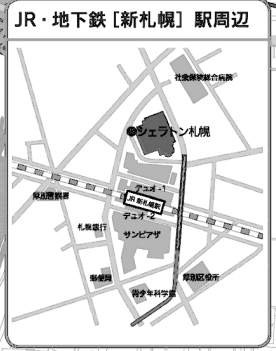 JR・地下鉄［新札幌］駅周辺
社会保険総合病院
シェラトン札幌
デュオ-1
厚別警察署
JR 新札幌駅
デュオ-2
札幌銀行
サンピアザ
郵便局
厚別区役所
青少年科学館